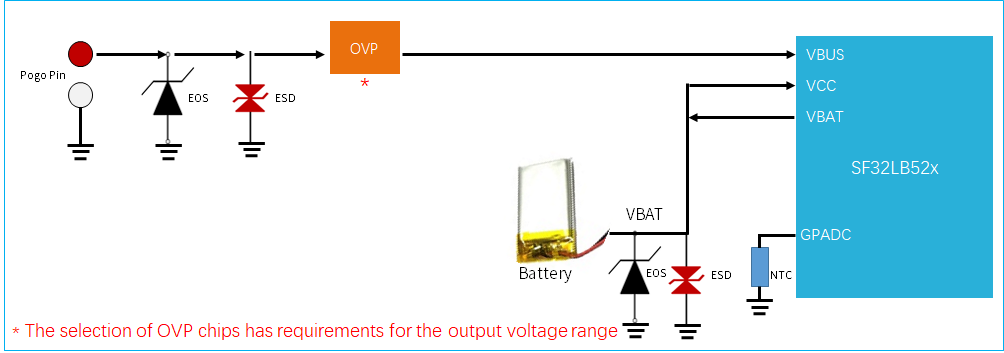 OVP
VBUS
Pogo Pin
*
VCC
EOS
ESD
VBAT
SF32LB52x
VBAT
GPADC
Battery
EOS
ESD
NTC
* The selection of OVP chips has requirements for the output voltage range